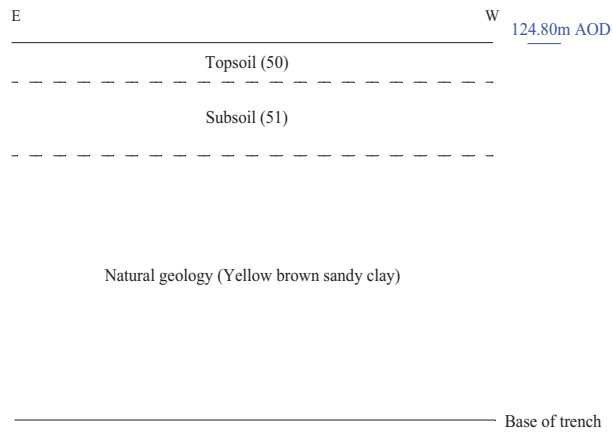 E
W
124.80m AOD
Topsoil (50)
Subsoil (51)
Natural geology (Yellow brown sandy clay)
Base of trench